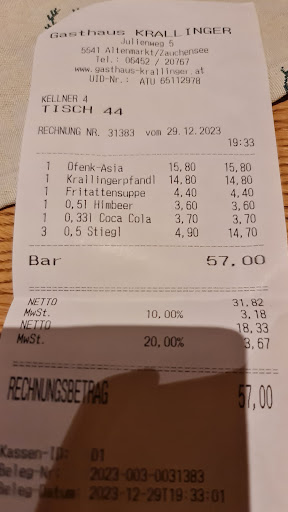 Gasthaus KRALLINGER
Julienweg 5
5541 Altenmarkt/Zauchensee
Tel.: 06452 / 20767
www.gasthaus-krallinger.at
UID-Nr.: ATU 65112978
KELLNER 4
TISCH 44
RECHNUNG NR. 31383 vom 29.12.2023
19:33
1 Ofenk-Asia 15,80 15,80
1 Krallingerpfandl 14,80 14,80
1 Fritattensuppe 4,40 4,40
1 0,5l Himbeer 3,60 3,60
1 0,33l Coca Cola 3,70 3,70
3 0,5 Stiegl 4,90 14,70
Bar 57,00
NETTO 31,82
MwSt. 10,00% 3,18
NETTO 18,33
MwSt. 20,00% 3,67
RECHNUNGSBETRAG 57,00
Kassen-ID: 01
Beleg-Nr: 2023-003-0031383
Beleg-Datum: 2023-12-29T19:33:01